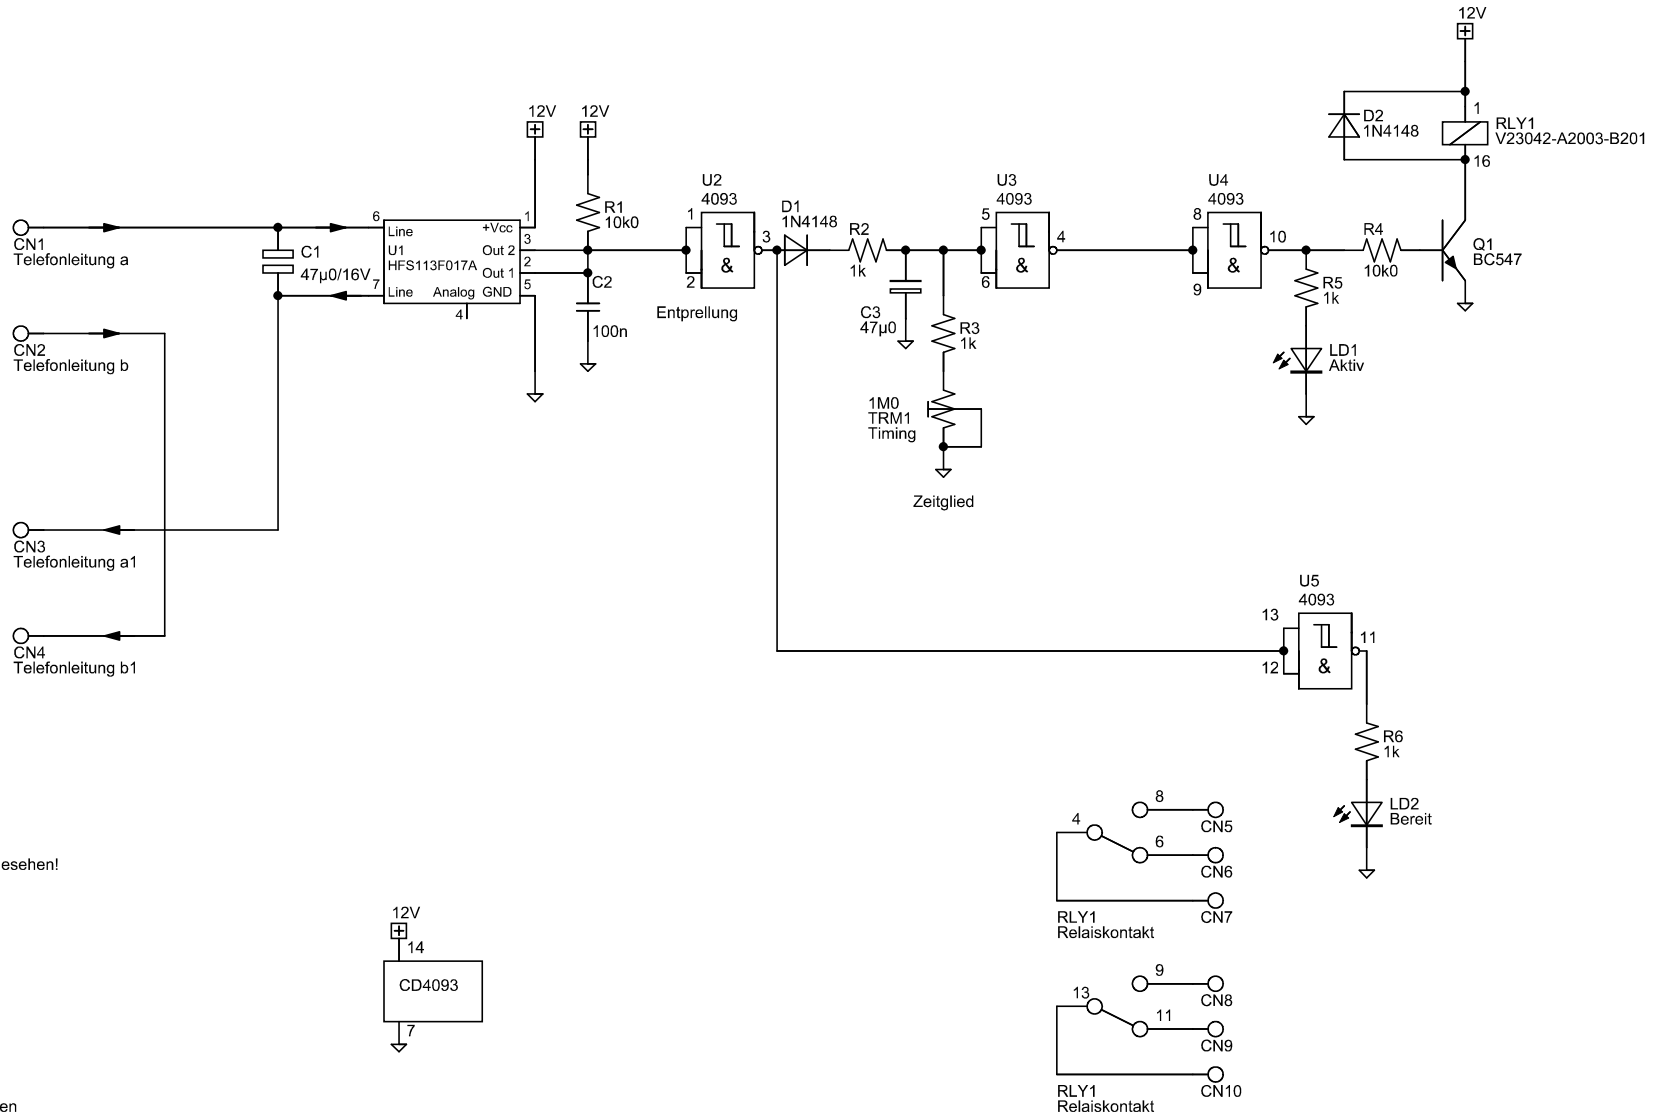 12V
1
RLY1
V23042-A2003-B201
16
D2
1N4148
12V
12V
R1
10k0
6
Line
U1
HFS113F017A
7
Line
Analog
GND
4
+Vcc
1
3
Out 2
2
Out 1
5
C2
100n
CN1
Telefonleitung a
C1
47µ0/16V
CN2
Telefonleitung b
CN3
Telefonleitung a1
CN4
Telefonleitung b1
U2
4093
1
2
&
3
Entprellung
D1
1N4148
R2
1k
C3
47µ0
R3
1k
1M0
TRM1
Timing
Zeitglied
U3
4093
5
6
&
4
U4
4093
8
9
&
10
R4
10k0
Q1
BC547
R5
1k
LD1
Aktiv
U5
4093
13
12
&
11
R6
1k
LD2
Bereit
8
CN5
4
6
CN6
CN7
RLY1
Relaiskontakt
9
CN8
13
11
CN9
CN10
RLY1
Relaiskontakt
esehen!
12V
14
CD4093
7
en